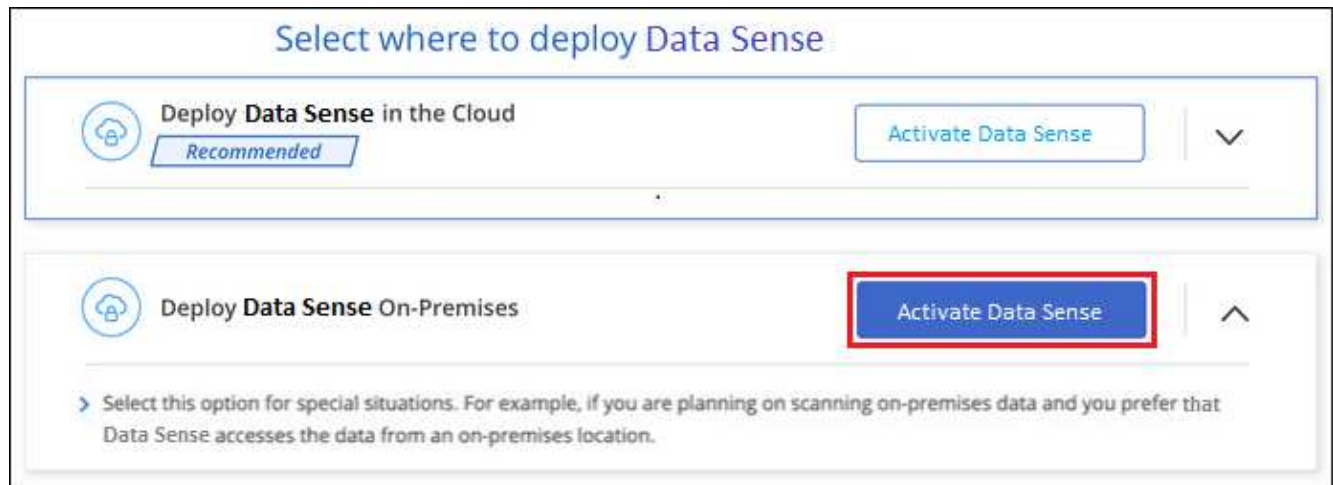 Select where to deploy Data Sense
Deploy Data Sense in the Cloud
Recommended
Activate Data Sense
Deploy Data Sense On-Premises
Activate Data Sense
Select this option for special situations. For example, if you are planning on scanning on-premises data and you prefer that
Data Sense accesses the data from an on-premises location.